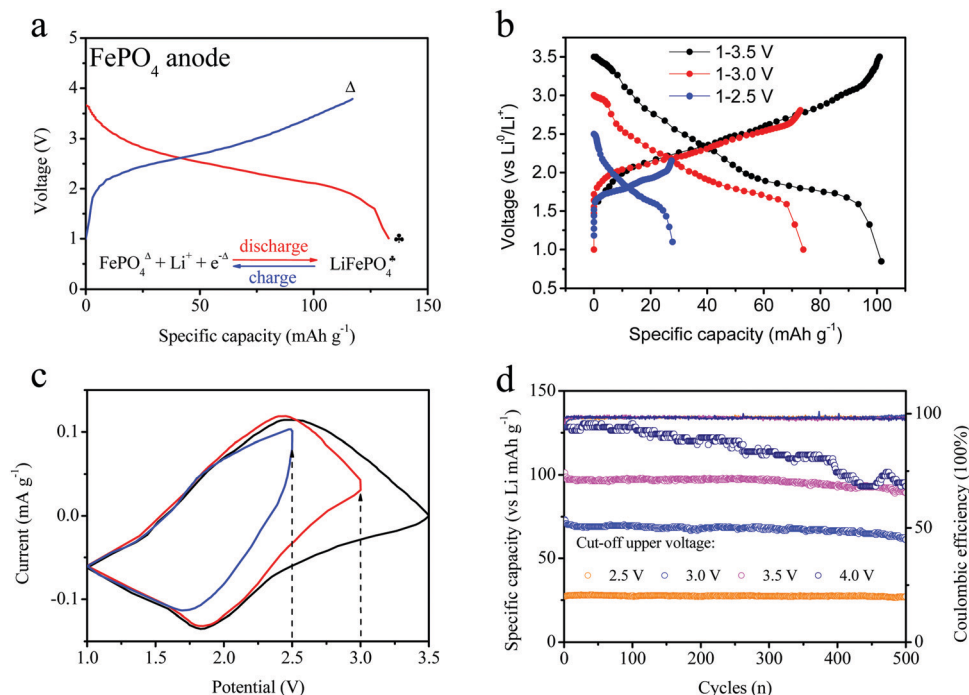 a
FePO4 anode
Voltage (V)
5
4
3
2
1
0
Δ
♣
discharge
FePO4^Δ + Li^+ + e^-Δ
LiFePO4^♣
charge
0 50 100 150
Specific capacity (mAh g^-1)
b
1-3.5 V
1-3.0 V
1-2.5 V
Voltage (vs Li^0/Li^+)
3.5
3.0
2.5
2.0
1.5
1.0
0.5
0 20 40 60 80 100
Specific capacity (mAh g^-1)
c
Current (mA g^-1)
0.1
0.0
-0.1
1.0 1.5 2.0 2.5 3.0 3.5
Potential (V)
d
Specific capacity (vs Li mAh g^-1)
150
125
100
75
50
25
0
Cut-off upper voltage:
2.5 V 3.0 V 3.5 V 4.0 V
100
50
0
Coulombic efficiency (100%)
0 100 200 300 400 500
Cycles (n)